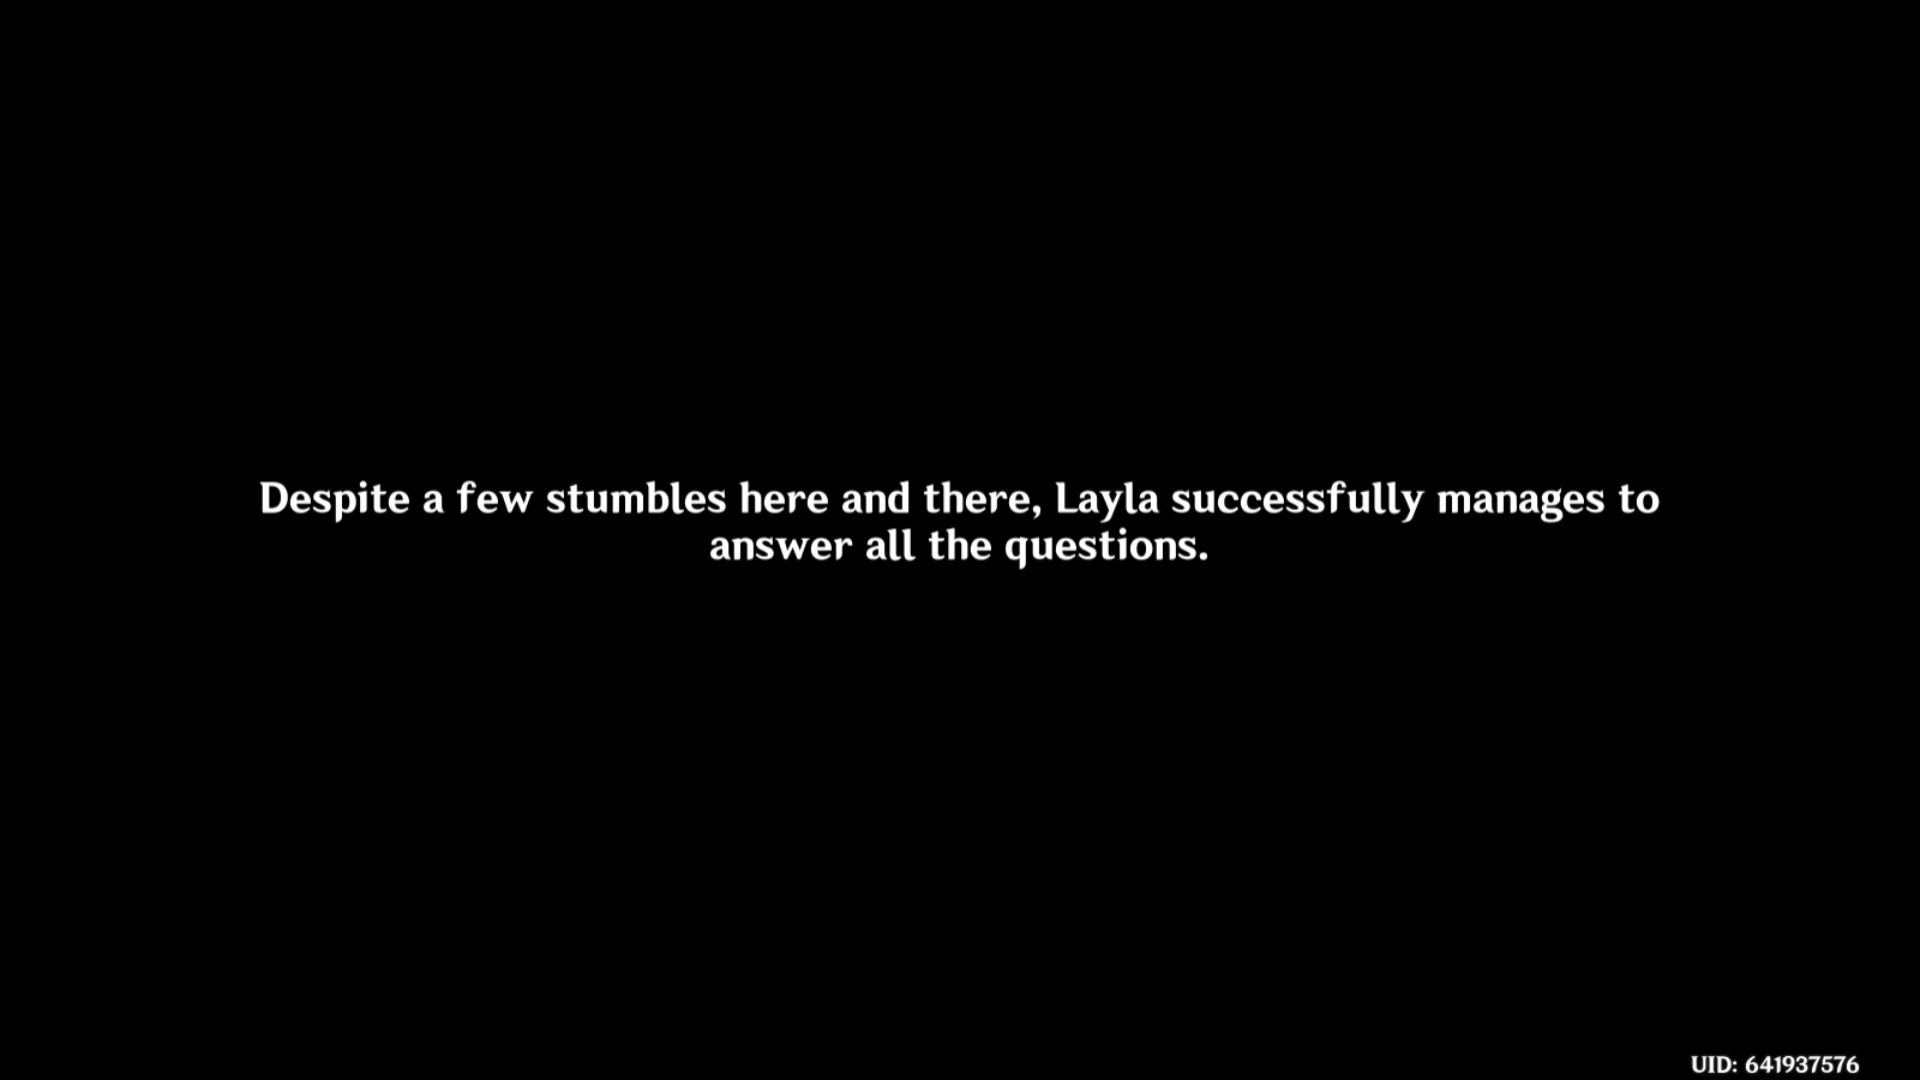 Despite a few stumbles here and there, Layla successfully manages to
answer all the questions.
UID: 641937576